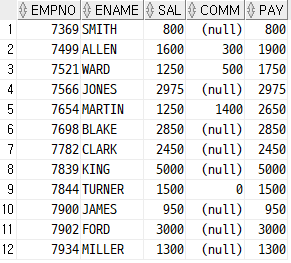 EMPNO ENAME SAL COMM PAY
1 7369 SMITH 800 (null) 800
2 7499 ALLEN 1600 300 1900
3 7521 WARD 1250 500 1750
4 7566 JONES 2975 (null) 2975
5 7654 MARTIN 1250 1400 2650
6 7698 BLAKE 2850 (null) 2850
7 7782 CLARK 2450 (null) 2450
8 7839 KING 5000 (null) 5000
9 7844 TURNER 1500 0 1500
10 7900 JAMES 950 (null) 950
11 7902 FORD 3000 (null) 3000
12 7934 MILLER 1300 (null) 1300